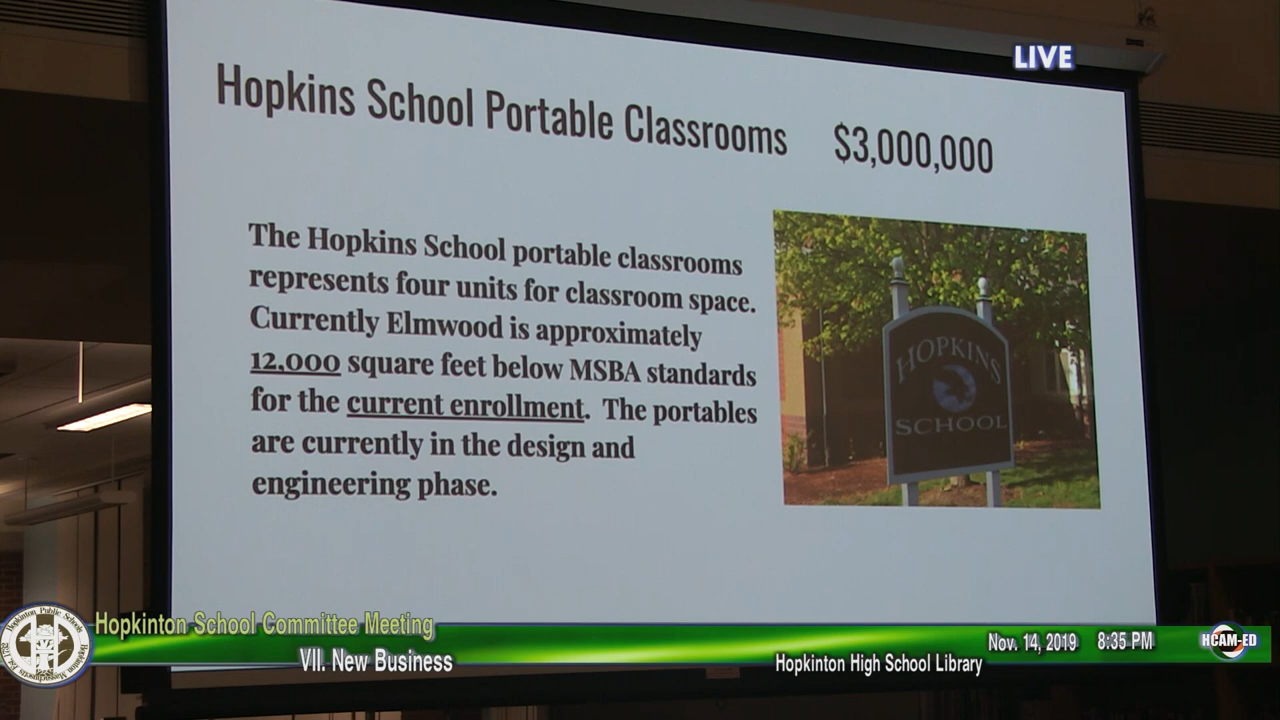 LIVE
Hopkins School Portable Classrooms $3,000,000
The Hopkins School portable classrooms
represents four units for classroom space.
Currently Elmwood is approximately
12,000 square feet below MSBA standards
for the current enrollment. The portables
are currently in the design and
engineering phase.
HOPKINS
SCHOOL
Hopkinton Public Schools
Hopkinton School Committee Meeting
VII. New Business
Nov. 14, 2019 8:35 PM
Hopkinton High School Library
HCAM-ED